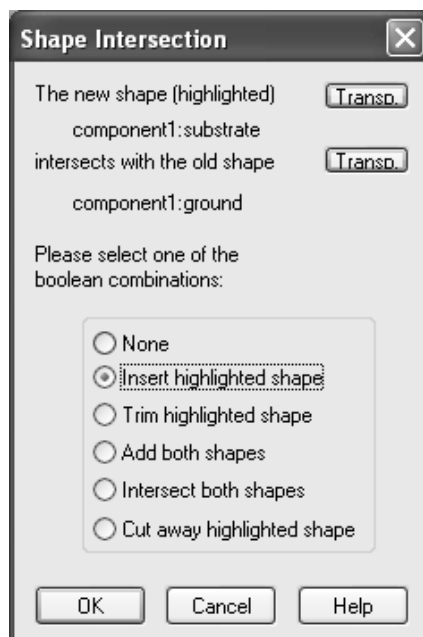 Shape Intersection
The new shape (highlighted) Transp.
component1:substrate
intersects with the old shape Transp.
component1:ground
Please select one of the
boolean combinations:
None
Insert highlighted shape
Trim highlighted shape
Add both shapes
Intersect both shapes
Cut away highlighted shape
OK Cancel Help